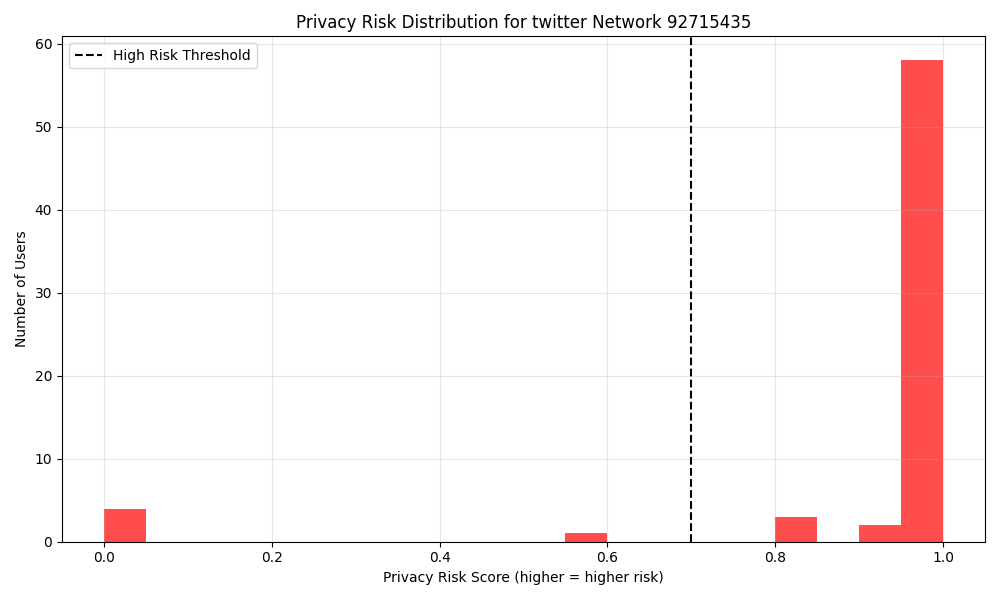 Privacy Risk Distribution for twitter Network 92715435
High Risk Threshold
60
50
40
30
20
10
0
Number of Users
0.0 0.2 0.4 0.6 0.8 1.0
Privacy Risk Score (higher = higher risk)